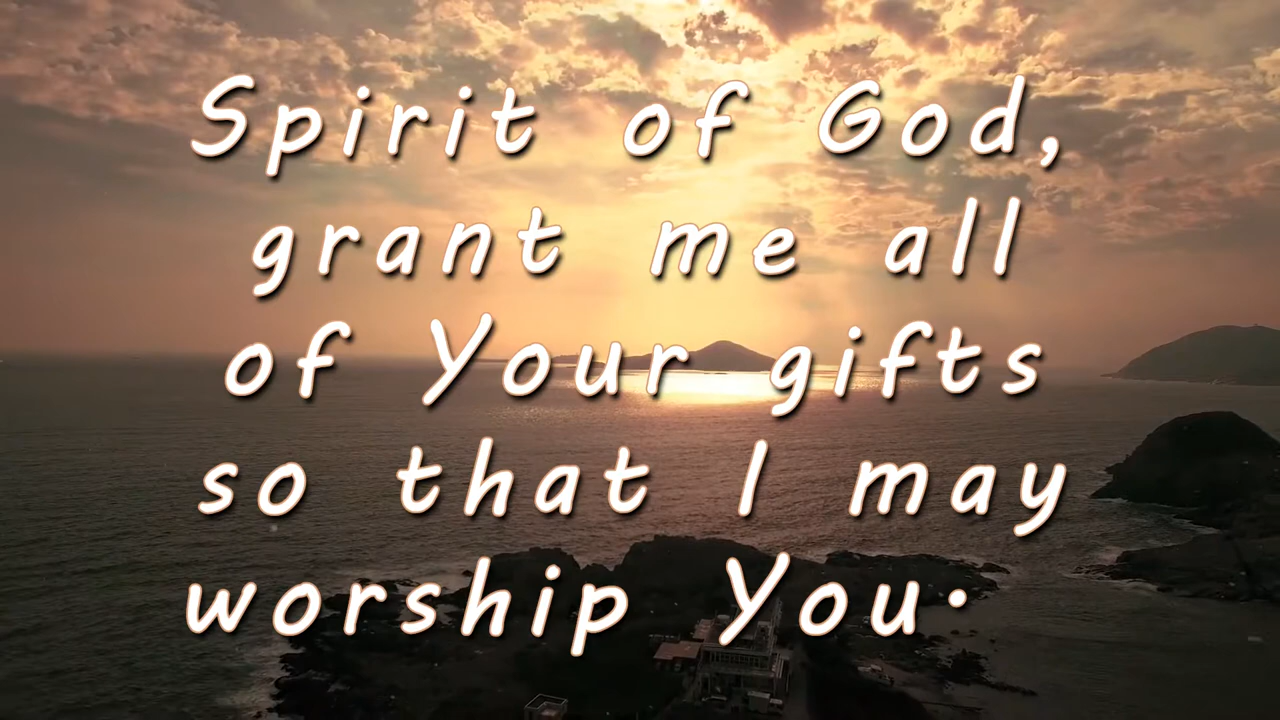 Spirit of God,
grant me all
of Your gifts
so that I may
worship You·